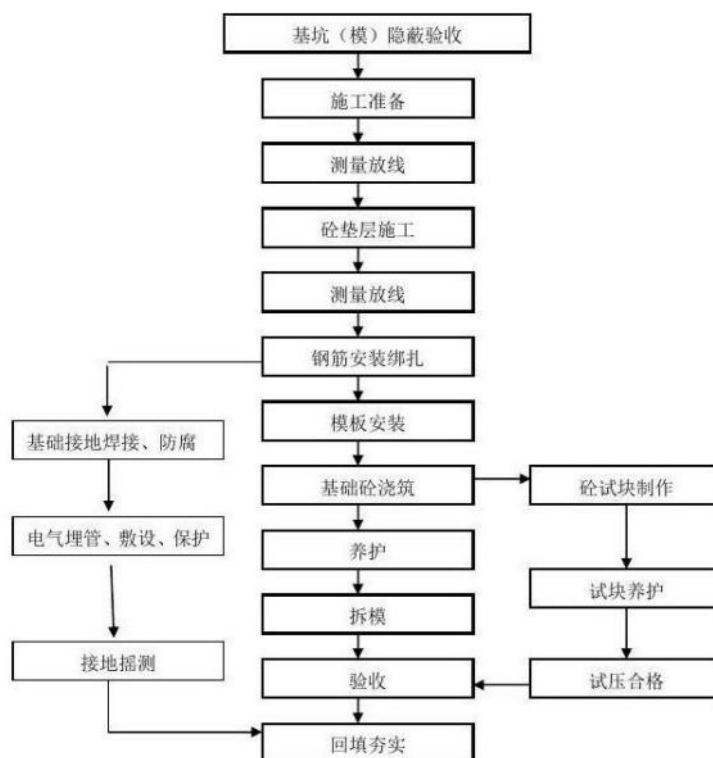 基坑（模）隐蔽验收
施工准备
测量放线
砼垫层施工
测量放线
钢筋安装绑扎
模板安装
基础接地焊接、防腐
基础砼浇筑
砼试块制作
电气埋管、敷设、保护
养护
试块养护
拆模
接地摇测
验收
试压合格
回填夯实